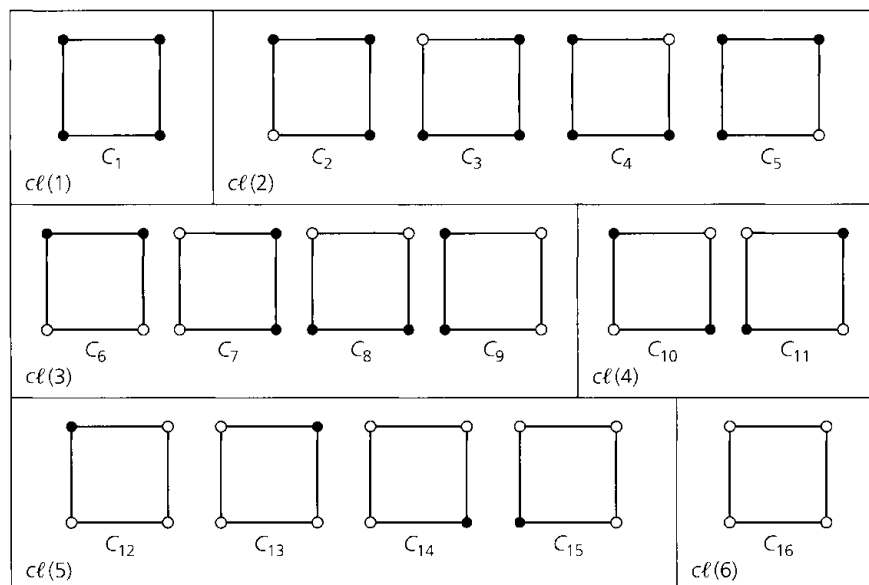 C₁
C₂ C₃ C₄ C₅
cℓ(1) cℓ(2)
C₆ C₇ C₈ C₉ C₁₀ C₁₁
cℓ(3) cℓ(4)
C₁₂ C₁₃ C₁₄ C₁₅ C₁₆
cℓ(5) cℓ(6)